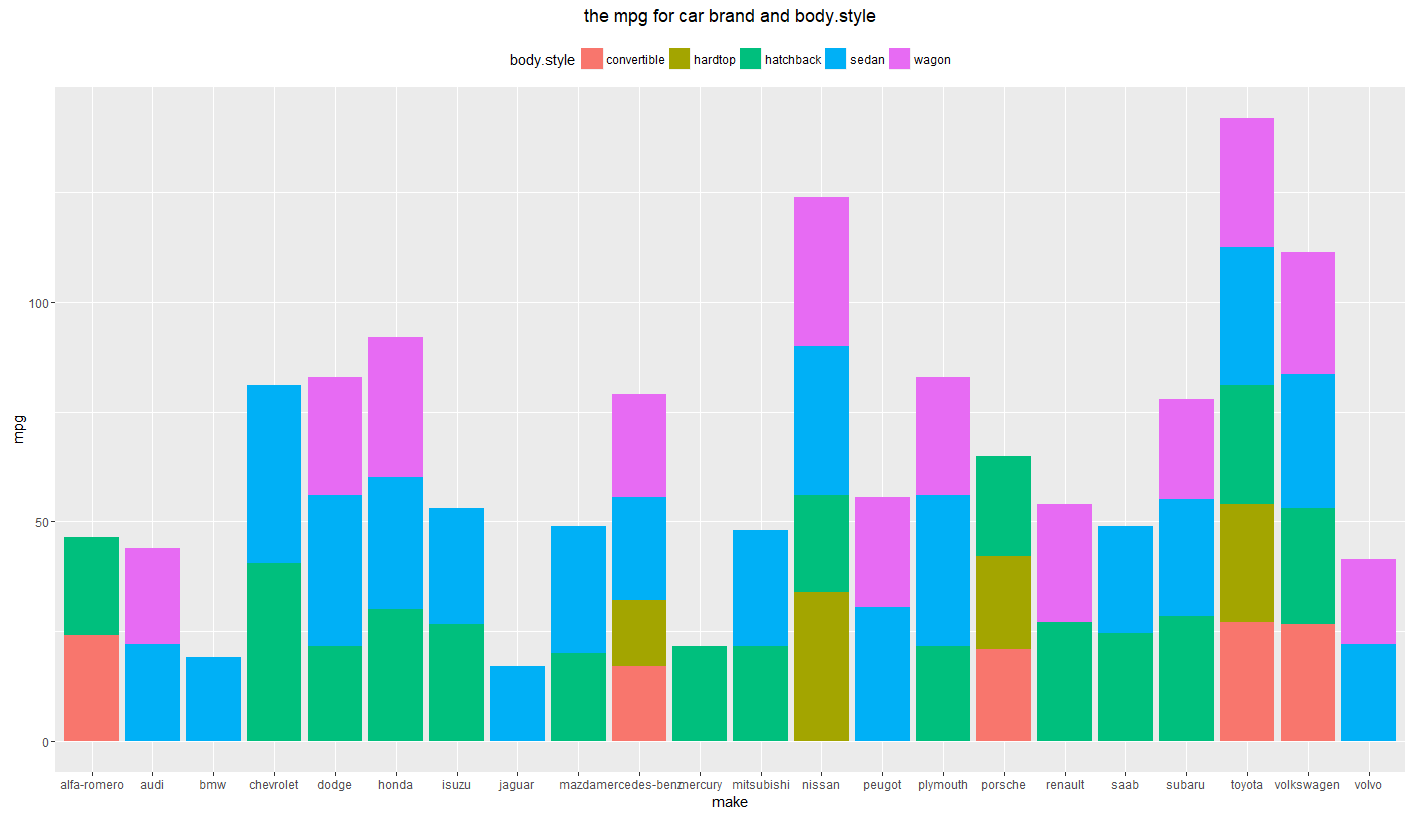 the mpg for car brand and body.style
body.style convertible hardtop hatchback sedan wagon
100
50
0
mpg
alfa-romero audi bmw chevrolet dodge honda isuzu jaguar mazda mercedes-benz mercury mitsubishi nissan peugot plymouth porsche renault saab subaru toyota volkswagen volvo
make